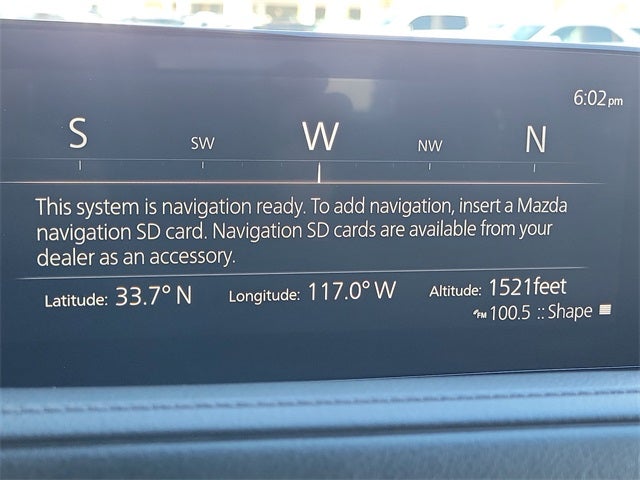 6:02pm
S SW W NW N
This system is navigation ready. To add navigation, insert a Mazda
navigation SD card. Navigation SD cards are available from your
dealer as an accessory.
Latitude: 33.7° N Longitude: 117.0° W Altitude: 1521feet
FM 100.5 :: Shape